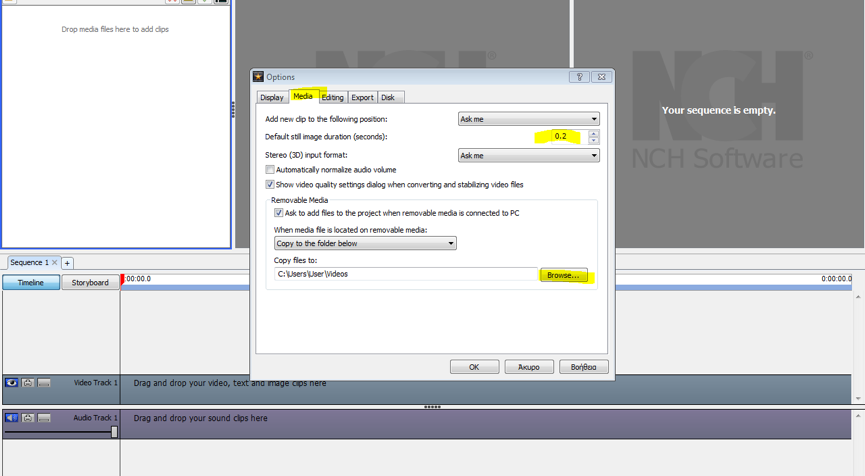 Drop media files here to add clips
NCH®
NCH Software
Your sequence is empty.
Options
Display Media Editing Export Disk
Add new clip to the following position: Ask me
Default still image duration (seconds): 0.2
Stereo (3D) input format: Ask me
Automatically normalize audio volume
Show video quality settings dialog when converting and stabilizing video files
Removable Media
Ask to add files to the project when removable media is connected to PC
When media file is located on removable media:
Copy to the folder below
Copy files to:
C:\Users\User\Videos Browse...
OK Άκυρο Βοήθεια
Sequence 1 +
Timeline Storyboard :00:00.0 0:00:00.0
Video Track 1 Drag and drop your video, text and image clips here
Audio Track 1 Drag and drop your sound clips here